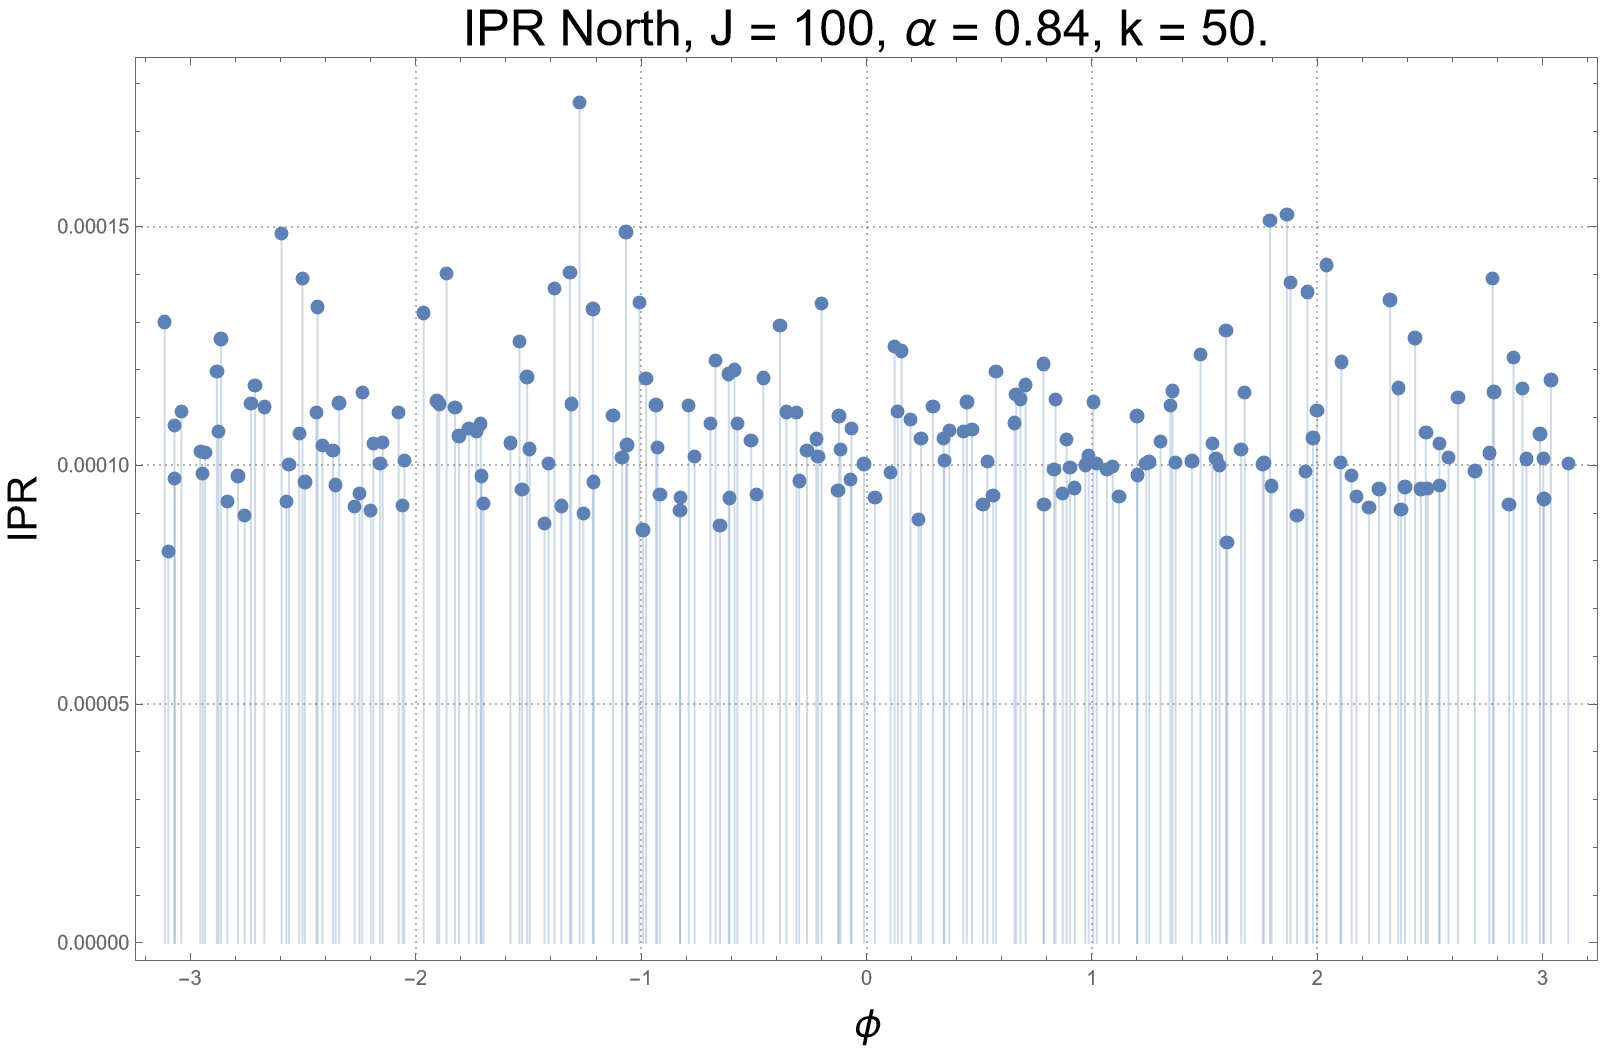 IPR North, J = 100, α = 0.84, k = 50.
IPR
0.00015
0.00010
0.00005
0.00000
−3 −2 −1 0 1 2 3
ϕ